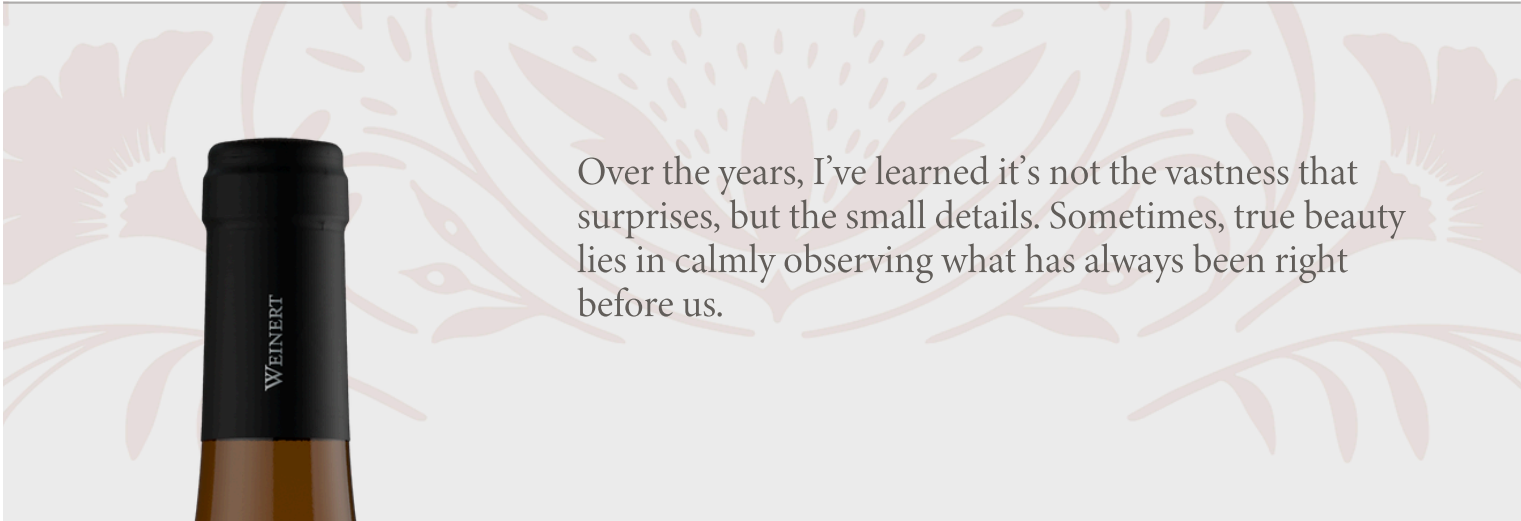 Over the years, I’ve learned it’s not the vastness that
surprises, but the small details. Sometimes, true beauty
lies in calmly observing what has always been right
before us.
WEINERT